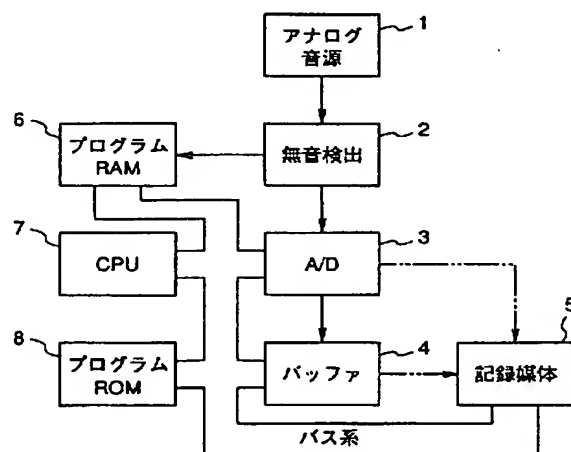 1
アナログ
音源
6
2
プログラム
RAM
無音検出
7
3
CPU
A/D
5
8
4
プログラム
ROM
バッファ
記録媒体
バス系